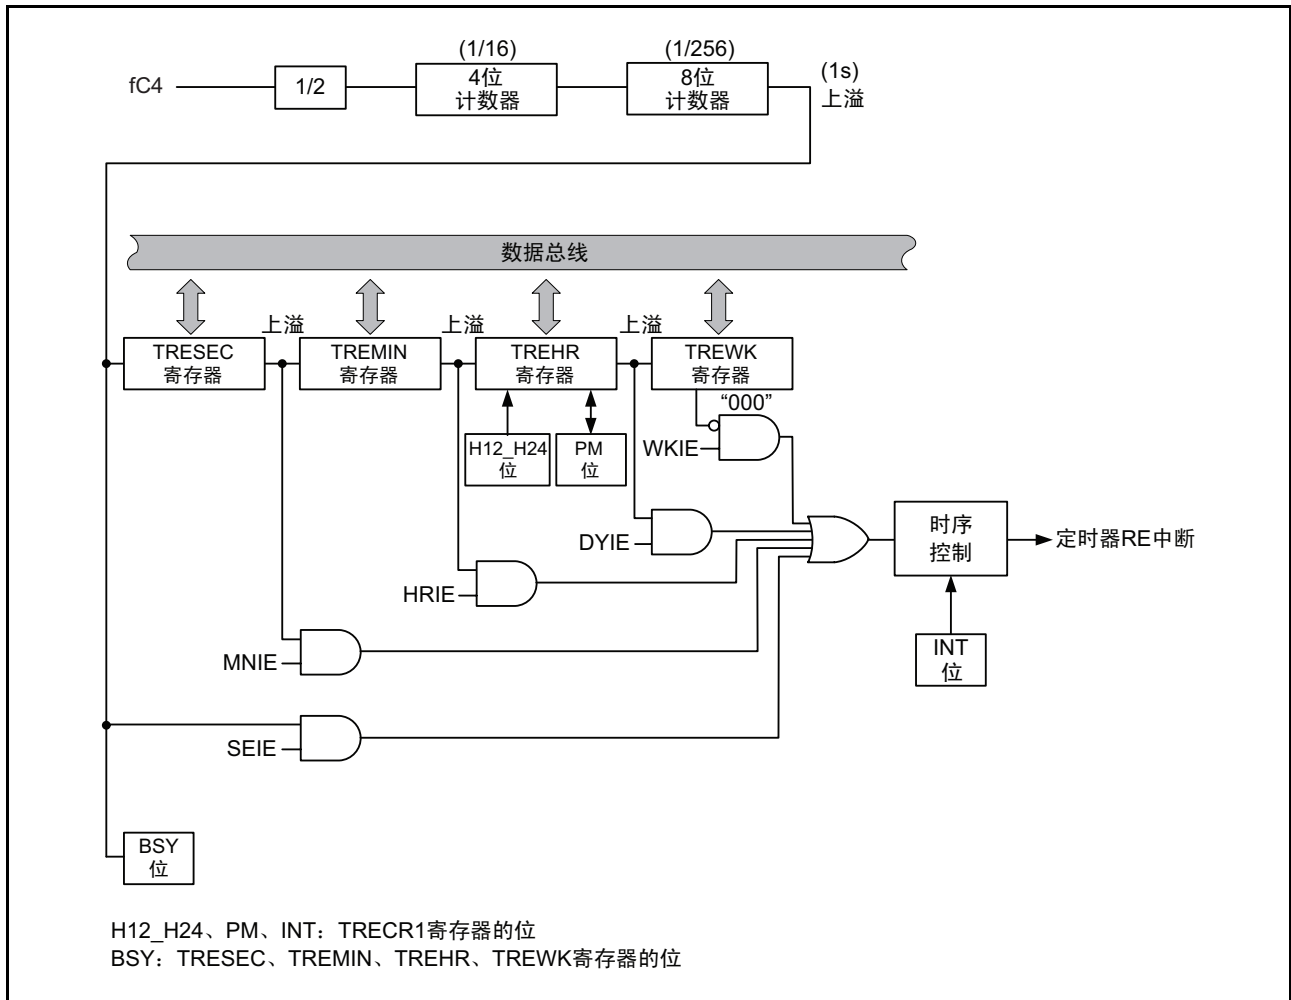 (1/16)
(1/256)
fC4
1/2
4位
计数器
8位
计数器
(1s)
上溢
数据总线
上溢
上溢
上溢
TRESEC
寄存器
TREMIN
寄存器
TREHR
寄存器
TREWK
寄存器
“000”
H12_H24
位
PM
位
WKIE
DYIE
时序
控制
定时器RE中断
HRIE
INT
位
MNIE
SEIE
BSY
位
H12_H24、PM、INT：TRECR1寄存器的位
BSY：TRESEC、TREMIN、TREHR、TREWK寄存器的位